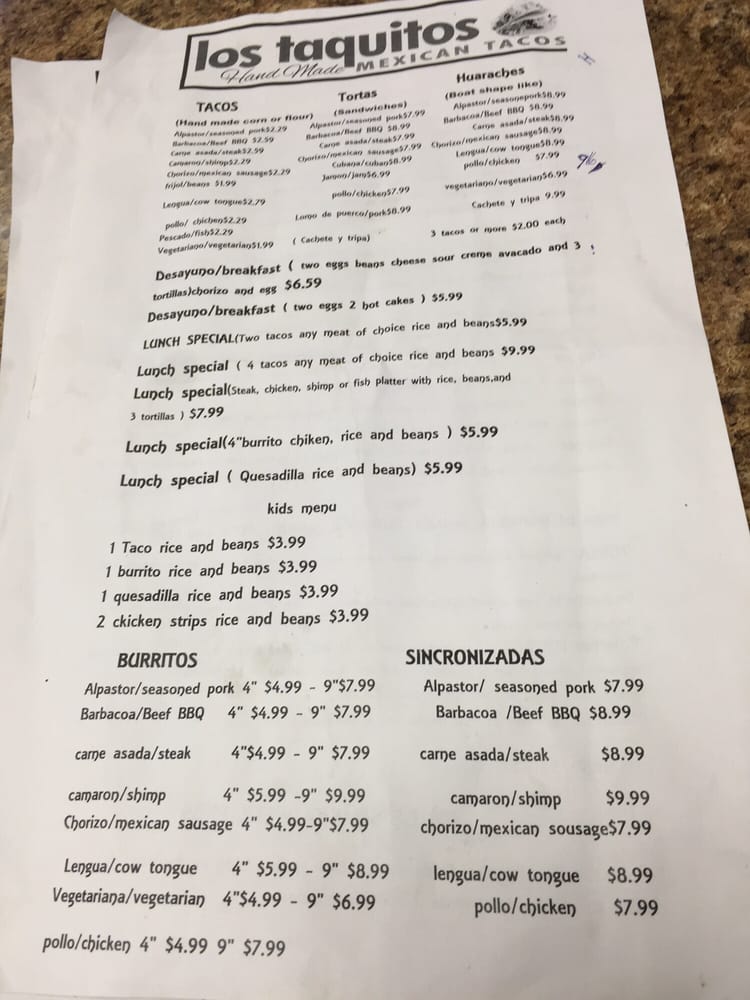 los taquitos
Hand Made MEXICAN TACOS
TACOS
(Hand made corn or flour)
Alpastor/seasoned pork$2.29
Barbacoa/Beef BBQ $2.59
Carne asada/steak$2.59
Camaron/shirop$2.29
Chorizo/mexican sausage$2.29
frijol/beans $1.99
Lengua/cow tongue$2.79
pollo/ chichen$2.29
Pescado/fish$2.29
Vegetariano/vegetarian$1.99
Tortas
(Sandwiches)
Alpastor/seasoned pork$7.99
Barbacoa/Beef BBQ $8.99
Carne asada/steak$7.99
Chorizo/mexican sausage$7.99
Cubana/cuban$8.99
Jamon/jam$6.99
pollo/chicken$7.99
Lomo de puerco/pork$8.99
( Cachete y tripa)
Huaraches
(Boat shape like)
Alpastor/seasonepork$8.99
Barbacoa/Beef BBQ $8.99
Carne asada/steak$8.99
Chorizo/mexican sausage$8.99
Lengua/cow tongue$8.99
pollo/chicken $7.99
vegetariano/vegetarian$6.99
Cachete y tripa 9.99
3 tacos or more $2.00 each
Desayuno/breakfast ( two eggs beans cheese sour creme avacado and 3
tortillas)chorizo and egg $6.59
Desayuno/breakfast ( two eggs 2 hot cakes ) $5.99
LUNCH SPECIAL(Two tacos any meat of choice rice and beans$5.99
Lunch special ( 4 tacos any meat of choice rice and beans $9.99
Lunch special(Steak, chicken, shimp or fish platter with rice, beans,and
3 tortillas ) $7.99
Lunch special(4"burrito chiken, rice and beans ) $5.99
Lunch special ( Quesadilla rice and beans) $5.99
kids menu
1 Taco rice and beans $3.99
1 burrito rice and beans $3.99
1 quesadilla rice and beans $3.99
2 ckicken strips rice and beans $3.99
BURRITOS
Alpastor/seasoned pork 4" $4.99 - 9"$7.99
Barbacoa/Beef BBQ 4" $4.99 - 9" $7.99
carne asada/steak 4"$4.99 - 9" $7.99
camaron/shimp 4" $5.99 -9" $9.99
Chorizo/mexican sausage 4" $4.99-9"$7.99
Lengua/cow tongue 4" $5.99 - 9" $8.99
Vegetariana/vegetarian 4"$4.99 - 9" $6.99
pollo/chicken 4" $4.99 9" $7.99
SINCRONIZADAS
Alpastor/ seasoned pork $7.99
Barbacoa /Beef BBQ $8.99
carne asada/steak $8.99
camaron/shimp $9.99
chorizo/mexican sousage$7.99
lengua/cow tongue $8.99
pollo/chicken $7.99